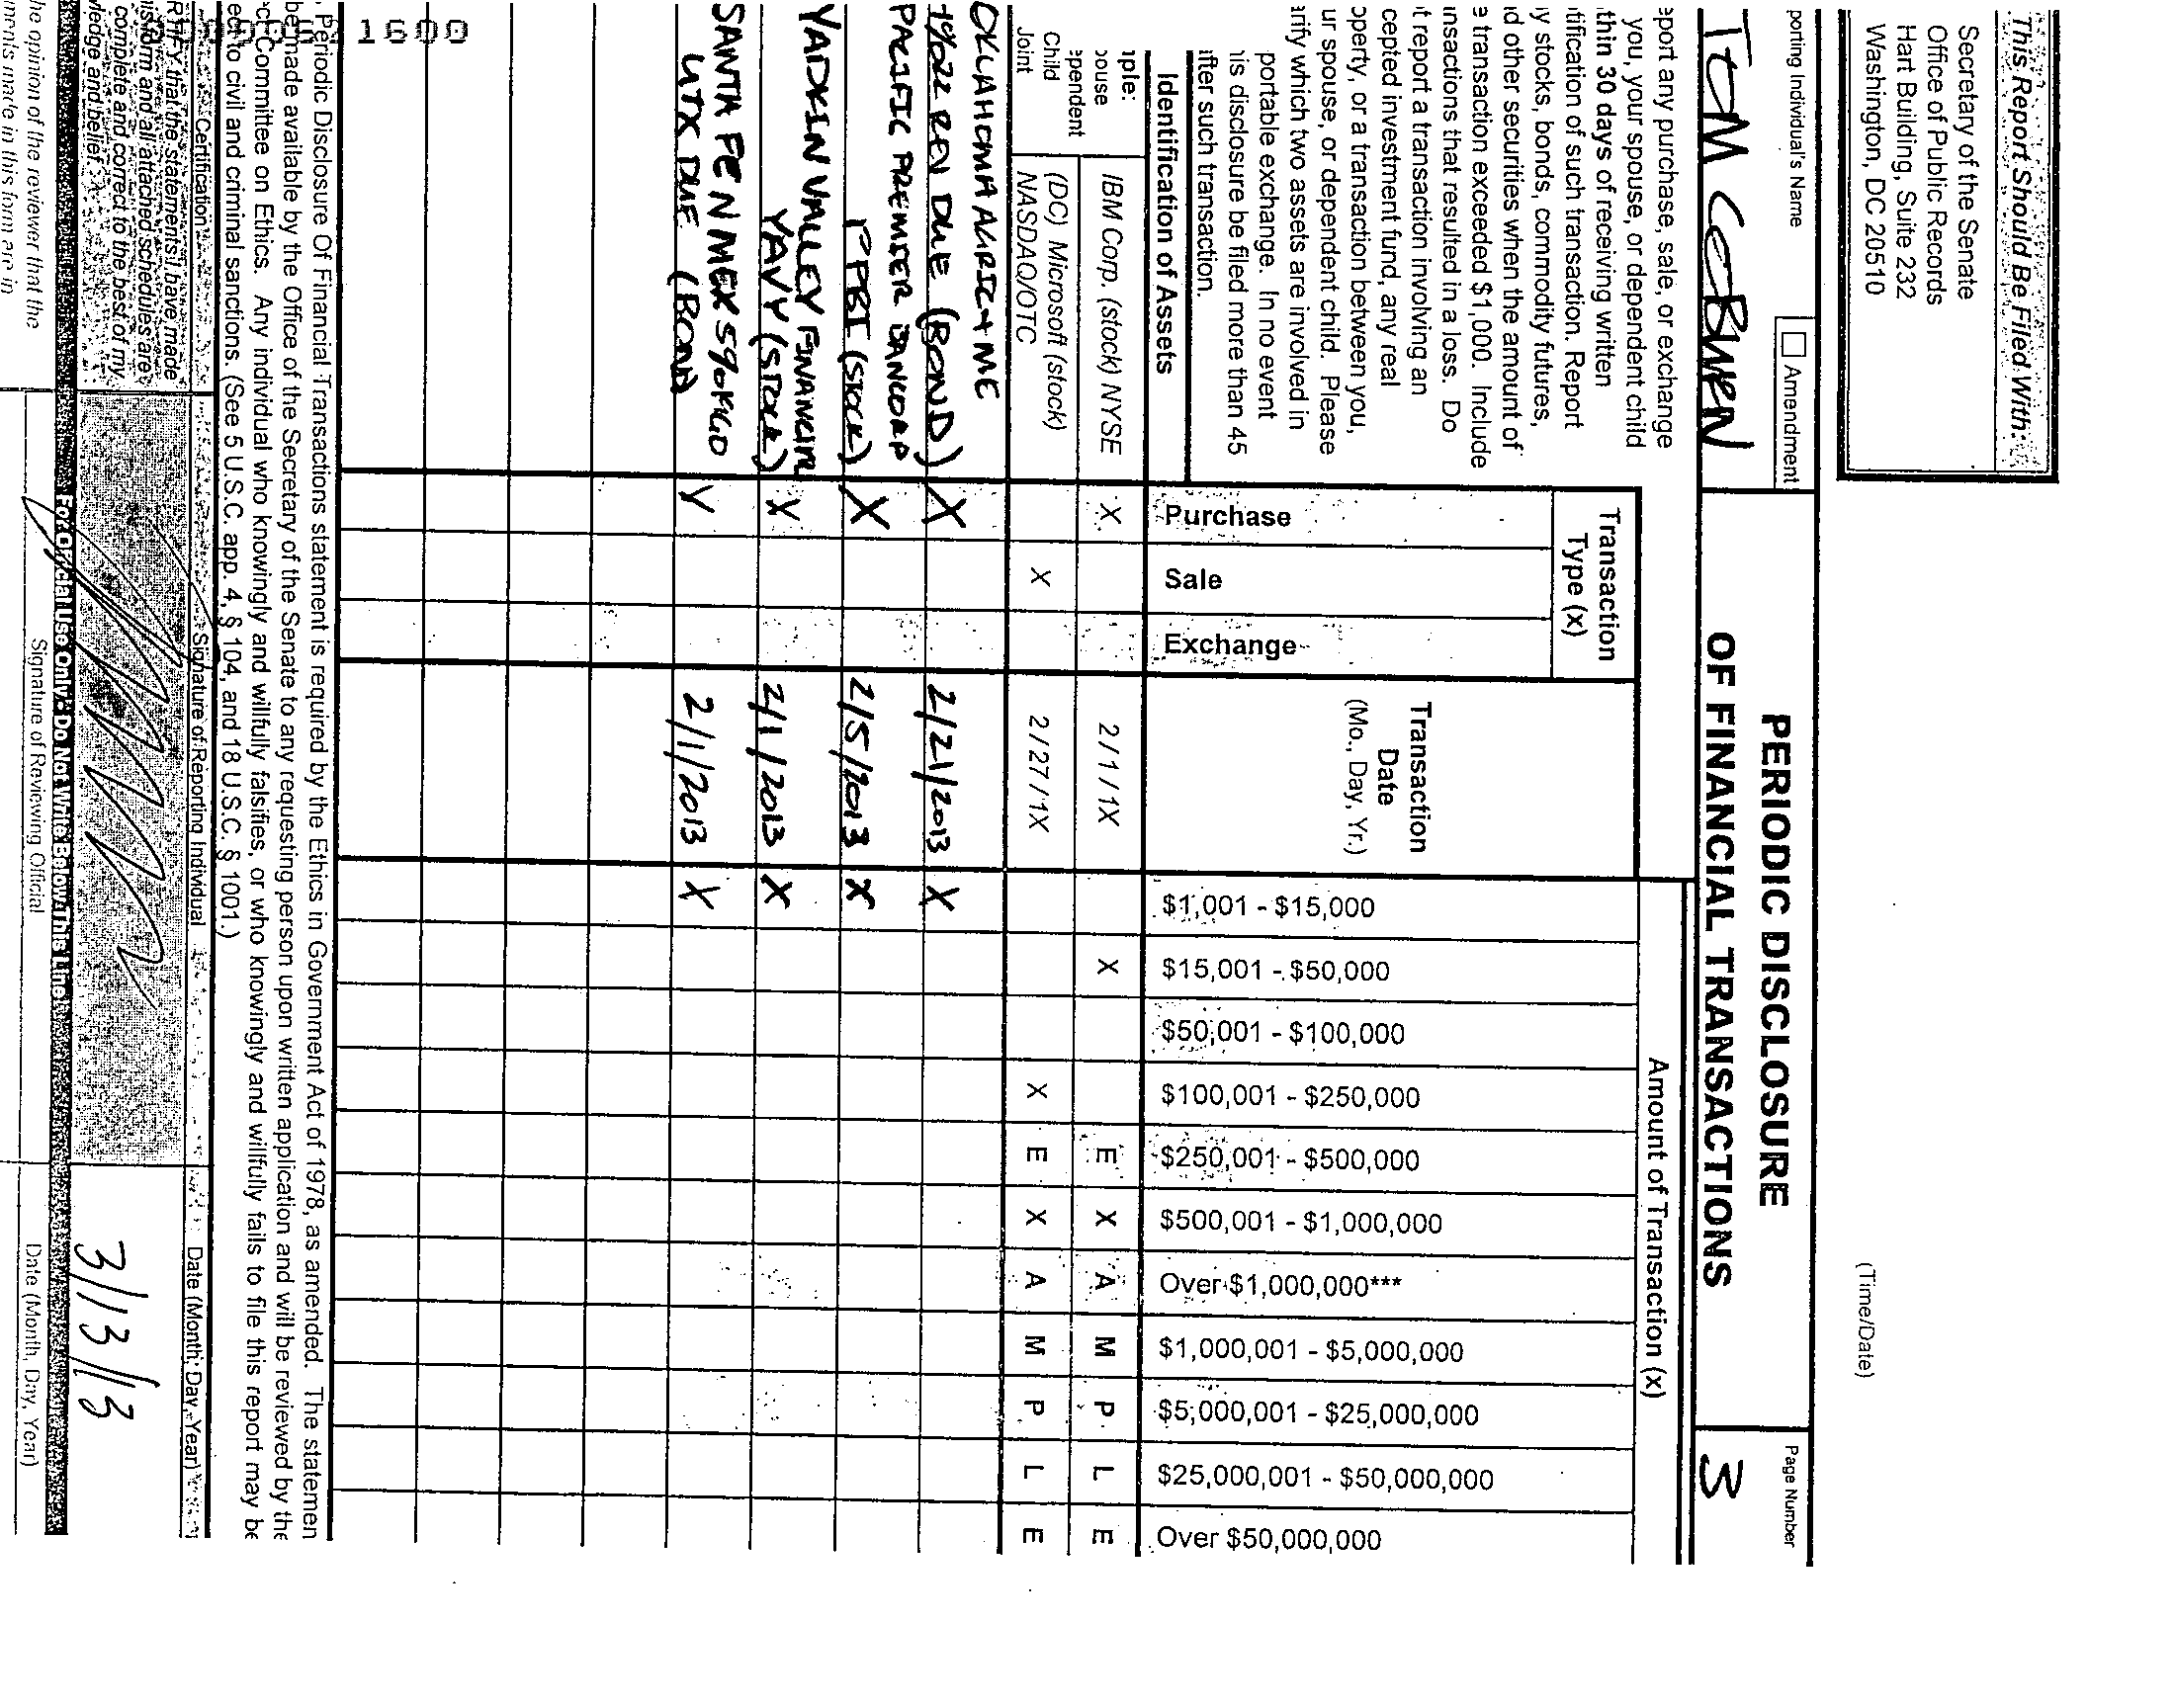 This Report Should Be Filed With:
Secretary of the Senate
Office of Public Records
Hart Building, Suite 232
Washington, DC 20510
(Time/Date)
porting Individual's Name
TOM COBURN
Amendment
PERIODIC DISCLOSURE
OF FINANCIAL TRANSACTIONS
Page Number
3
eport any purchase, sale, or exchange
you, your spouse, or dependent child
thin 30 days of receiving written
tification of such transaction. Report
y stocks, bonds, commodity futures,
d other securities when the amount of
e transaction exceeded $1,000. Include
nsactions that resulted in a loss. Do
t report a transaction involving an
cepted investment fund, any real
operty, or a transaction between you,
ur spouse, or dependent child. Please
arify which two assets are involved in
portable exchange. In no event
is disclosure be filed more than 45
after such transaction.
Transaction
Type (x)
Transaction
Date
(Mo., Day, Yr.)
Amount of Transaction (x)
Identification of Assets
Purchase
Sale
Exchange
$1,001 - $15,000
$15,001 - $50,000
$50,001 - $100,000
$100,001 - $250,000
$250,001 - $500,000
$500,001 - $1,000,000
Over $1,000,000***
$1,000,001 - $5,000,000
$5,000,001 - $25,000,000
$25,000,001 - $50,000,000
Over $50,000,000
ple:
pouse
ependent
Child
Joint
IBM Corp. (stock) NYSE X 2/1/1X X E X A M P L E
(DC) Microsoft (stock)
NASDAQ/OTC X 2/27/1X X E X A M P L E
OKLAHOMA
REV DUE (BOND) X 2/21/2013 X
PACIFIC PREMIER BANCORP
PPBI (STOCK) X 2/5/2013 X
YADKIN VALLEY FINANCIAL
YAVY (STOCK) X 2/1/2013 X
SANTA FE N MEX
DUE (BOND) X 2/1/2013 X
1600
Periodic Disclosure Of Financial Transactions statement is required by the Ethics in Government Act of 1978, as amended. The statemen
be made available by the Office of the Secretary of the Senate to any requesting person upon written application and will be reviewed by the
ct Committee on Ethics. Any individual who knowingly and willfully falsifies, or who knowingly and willfully fails to file this report may be
ect to civil and criminal sanctions. (See 5 U.S.C. app. 4, § 104, and 18 U.S.C. § 1001.)
Certification
Signature of Reporting Individual
Date (Month, Day, Year)
RTIFY that the statements I have made
is form and all attached schedules are
complete and correct to the best of my
ledge and belief.
3/13/13
For Official Use Only - Do Not Write Below This Line
he opinion of the reviewer that the
ments made in this form are in
Signature of Reviewing Official
Date (Month, Day, Year)